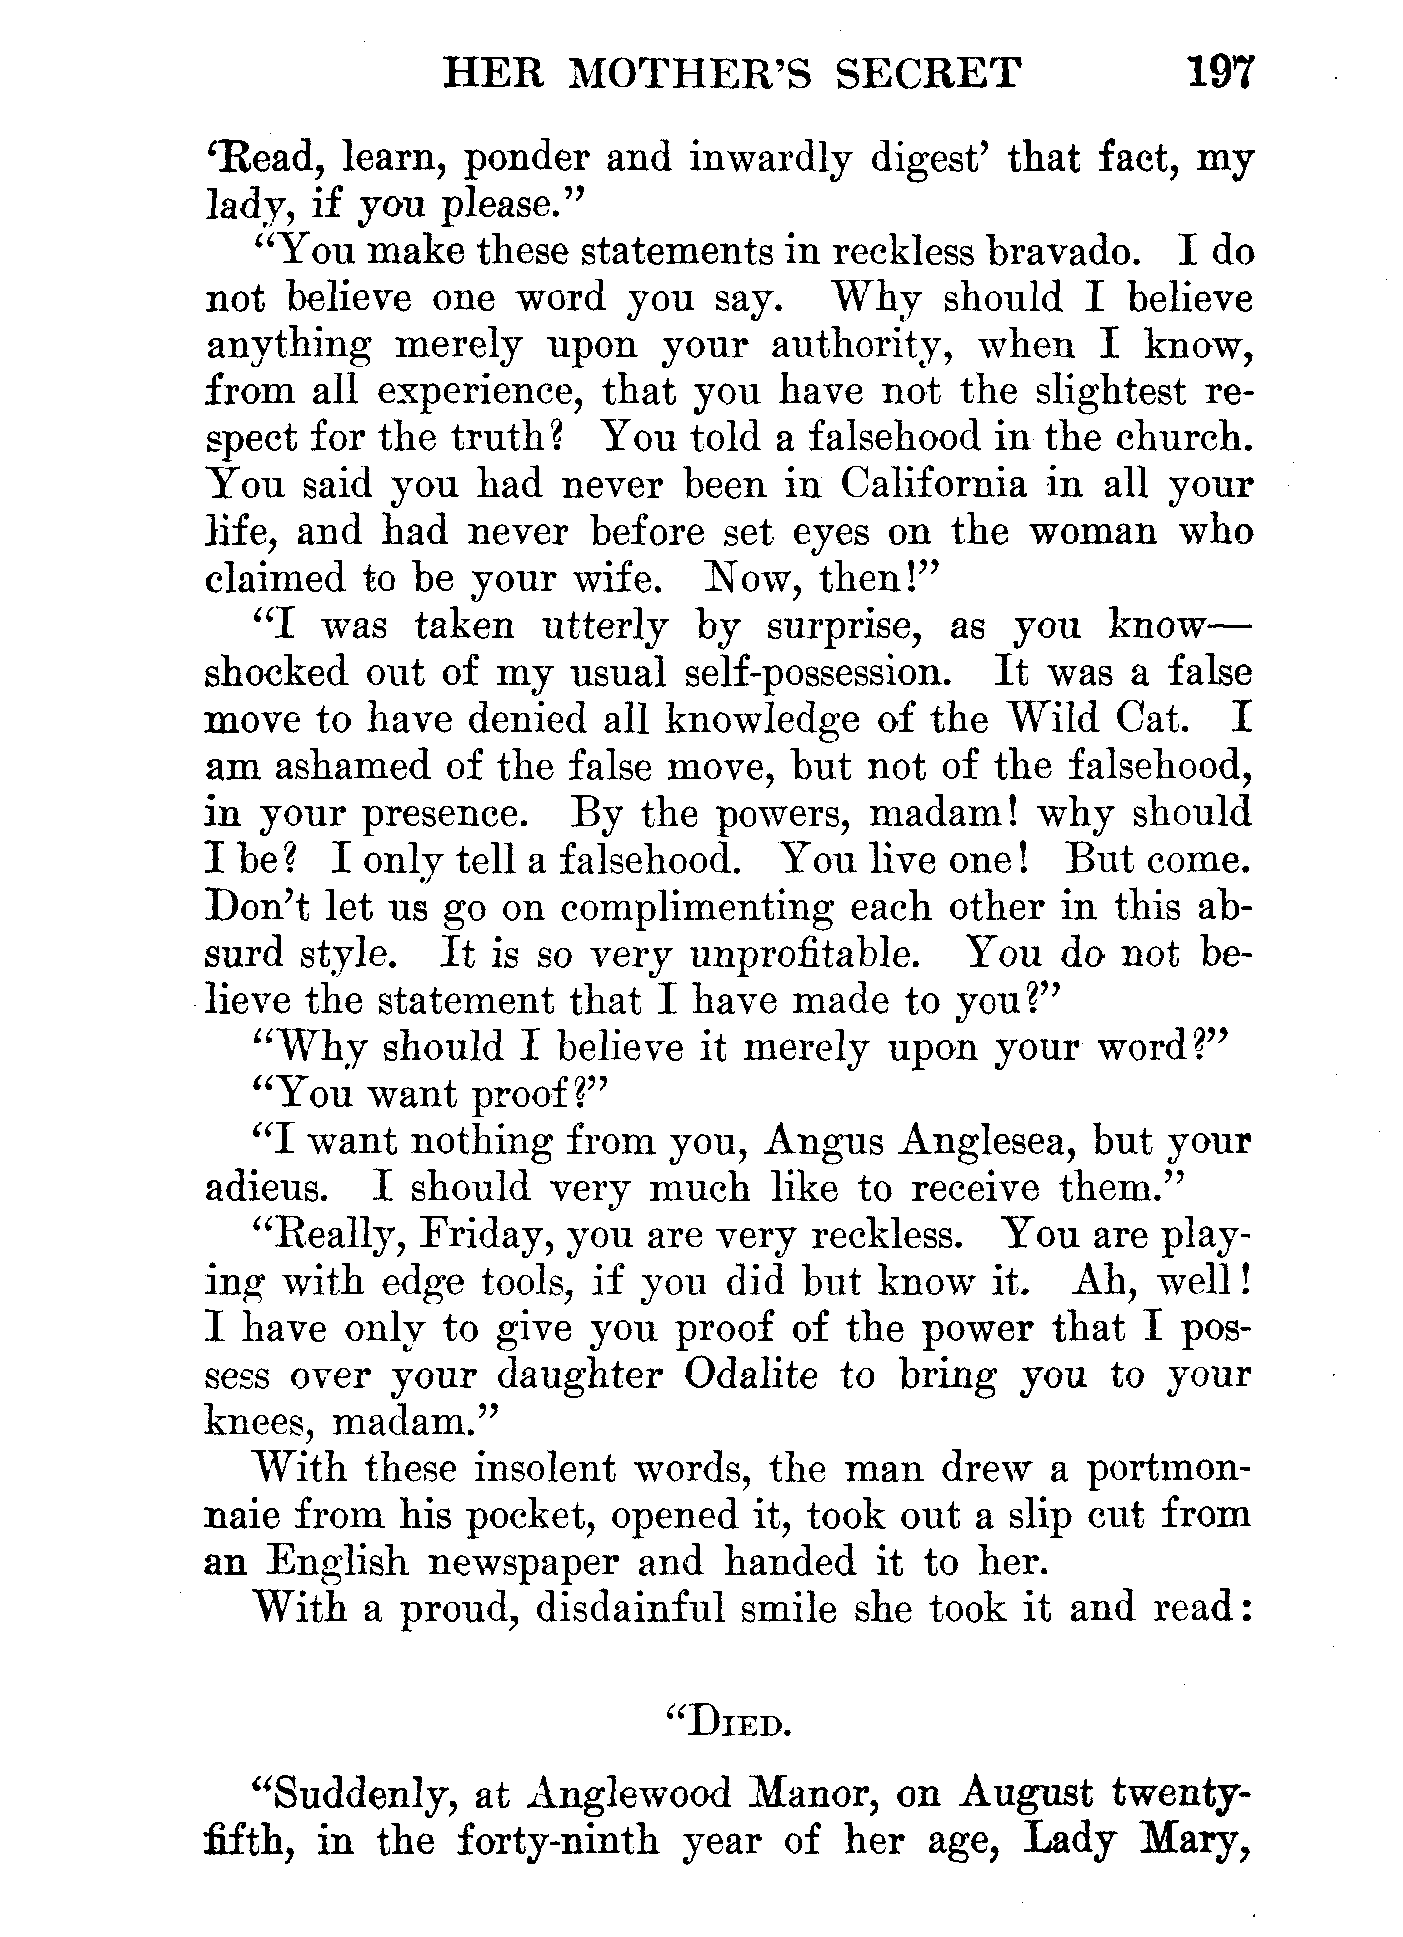 HER MOTHER'S SECRET 197
‘Read, learn, ponder and inwardly digest’ that fact, my
lady, if you please.”
“You make these statements in reckless bravado. I do
not believe one word you say. Why should I believe
anything merely upon your authority, when I know,
from all experience, that you have not the slightest re-
spect for the truth? You told a falsehood in the church.
You said you had never been in California in all your
life, and had never before set eyes on the woman who
claimed to be your wife. Now, then!”
“I was taken utterly by surprise, as you know—
shocked out of my usual self-possession. It was a false
move to have denied all knowledge of the Wild Cat. I
am ashamed of the false move, but not of the falsehood,
in your presence. By the powers, madam! why should
I be? I only tell a falsehood. You live one! But come.
Don't let us go on complimenting each other in this ab-
surd style. It is so very unprofitable. You do not be-
lieve the statement that I have made to you?”
“Why should I believe it merely upon your word?”
“You want proof?”
“I want nothing from you, Angus Anglesea, but your
adieus. I should very much like to receive them.”
“Really, Friday, you are very reckless. You are play-
ing with edge tools, if you did but know it. Ah, well!
I have only to give you proof of the power that I pos-
sess over your daughter Odalite to bring you to your
knees, madam.”
With these insolent words, the man drew a portmon-
naie from his pocket, opened it, took out a slip cut from
an English newspaper and handed it to her.
With a proud, disdainful smile she took it and read:
“DIED.
“Suddenly, at Anglewood Manor, on August twenty-
fifth, in the forty-ninth year of her age, Lady Mary,